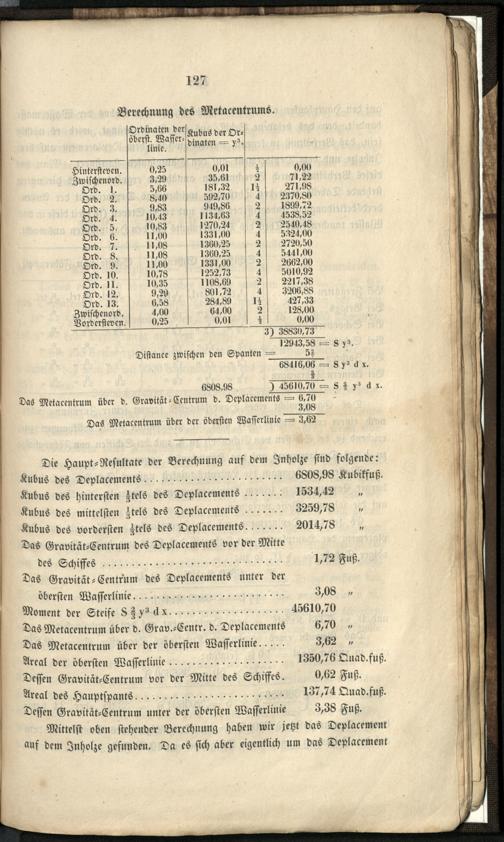 127
Berechnung des Metacentrums.
Ordinaten der öberst. Wasser-linie. Kubus der Or-dinaten = y³.
Hintersteven. 0,25 0,01 ½ 0,00
Zwischenord. 3,29 35,61 2 71,22
Ord. 1. 5,66 181,32 1½ 271,98
Ord. 2. 8,40 592,70 4 2370,80
Ord. 3. 9,83 949,86 2 1899,72
Ord. 4. 10,43 1134,63 4 4538,52
Ord. 5. 10,83 1270,24 2 2540,48
Ord. 6. 11,00 1331,00 4 5324,00
Ord. 7. 11,08 1360,25 2 2720,50
Ord. 8. 11,08 1360,25 4 5441,00
Ord. 9. 11,00 1331,00 2 2662,00
Ord. 10. 10,78 1252,73 4 5010,92
Ord. 11. 10,35 1108,69 2 2217,38
Ord. 12. 9,29 801,72 4 3206,88
Ord. 13. 6,58 284,89 1½ 427,33
Zwischenord. 4,00 64,00 2 128,00
Vordersteven. 0,25 0,01 ½ 0,00
3) 38830,73
12943,58 = S y³.
Distance zwischen den Spanten =
68416,06 = S y³ d x.
⅔
6808,98 ) 45610,70 = S ⅔ y³ d x.
Das Metacentrum über d. Gravität-Centrum d. Deplacements = 6,70
3,08
Das Metacentrum über der öbersten Wasserlinie = 3,62
Die Haupt-Resultate der Berechnung auf dem Inholze sind folgende:
Kubus des Deplacements 6808,98 Kubikfuß.
Kubus des hintersten ⅓tels des Deplacements 1534,42 „
Kubus des mittelsten ⅓tels des Deplacements 3259,78 „
Kubus des vordersten ⅓tels des Deplacements 2014,78 „
Das Gravität-Centrum des Deplacements vor der Mitte
des Schiffes 1,72 Fuß.
Das Gravität-Centrum des Deplacements unter der
öbersten Wasserlinie 3,08 „
Moment der Steife S ⅔ y³ d x 45610,70
Das Metacentrum über d. Grav.-Centr. d. Deplacements 6,70 „
Das Metacentrum über der öbersten Wasserlinie 3,62 „
Areal der öbersten Wasserlinie 1350,76 Quad.fuß.
Dessen Gravität-Centrum vor der Mitte des Schiffes. 0,62 Fuß.
Areal des Hauptspants 137,74 Quad.fuß.
Dessen Gravität-Centrum unter der öbersten Wasserlinie 3,38 Fuß.
Mittelst oben stehender Berechnung haben wir jetzt das Deplacement
auf dem Inholze gefunden. Da es sich aber eigentlich um das Deplacement